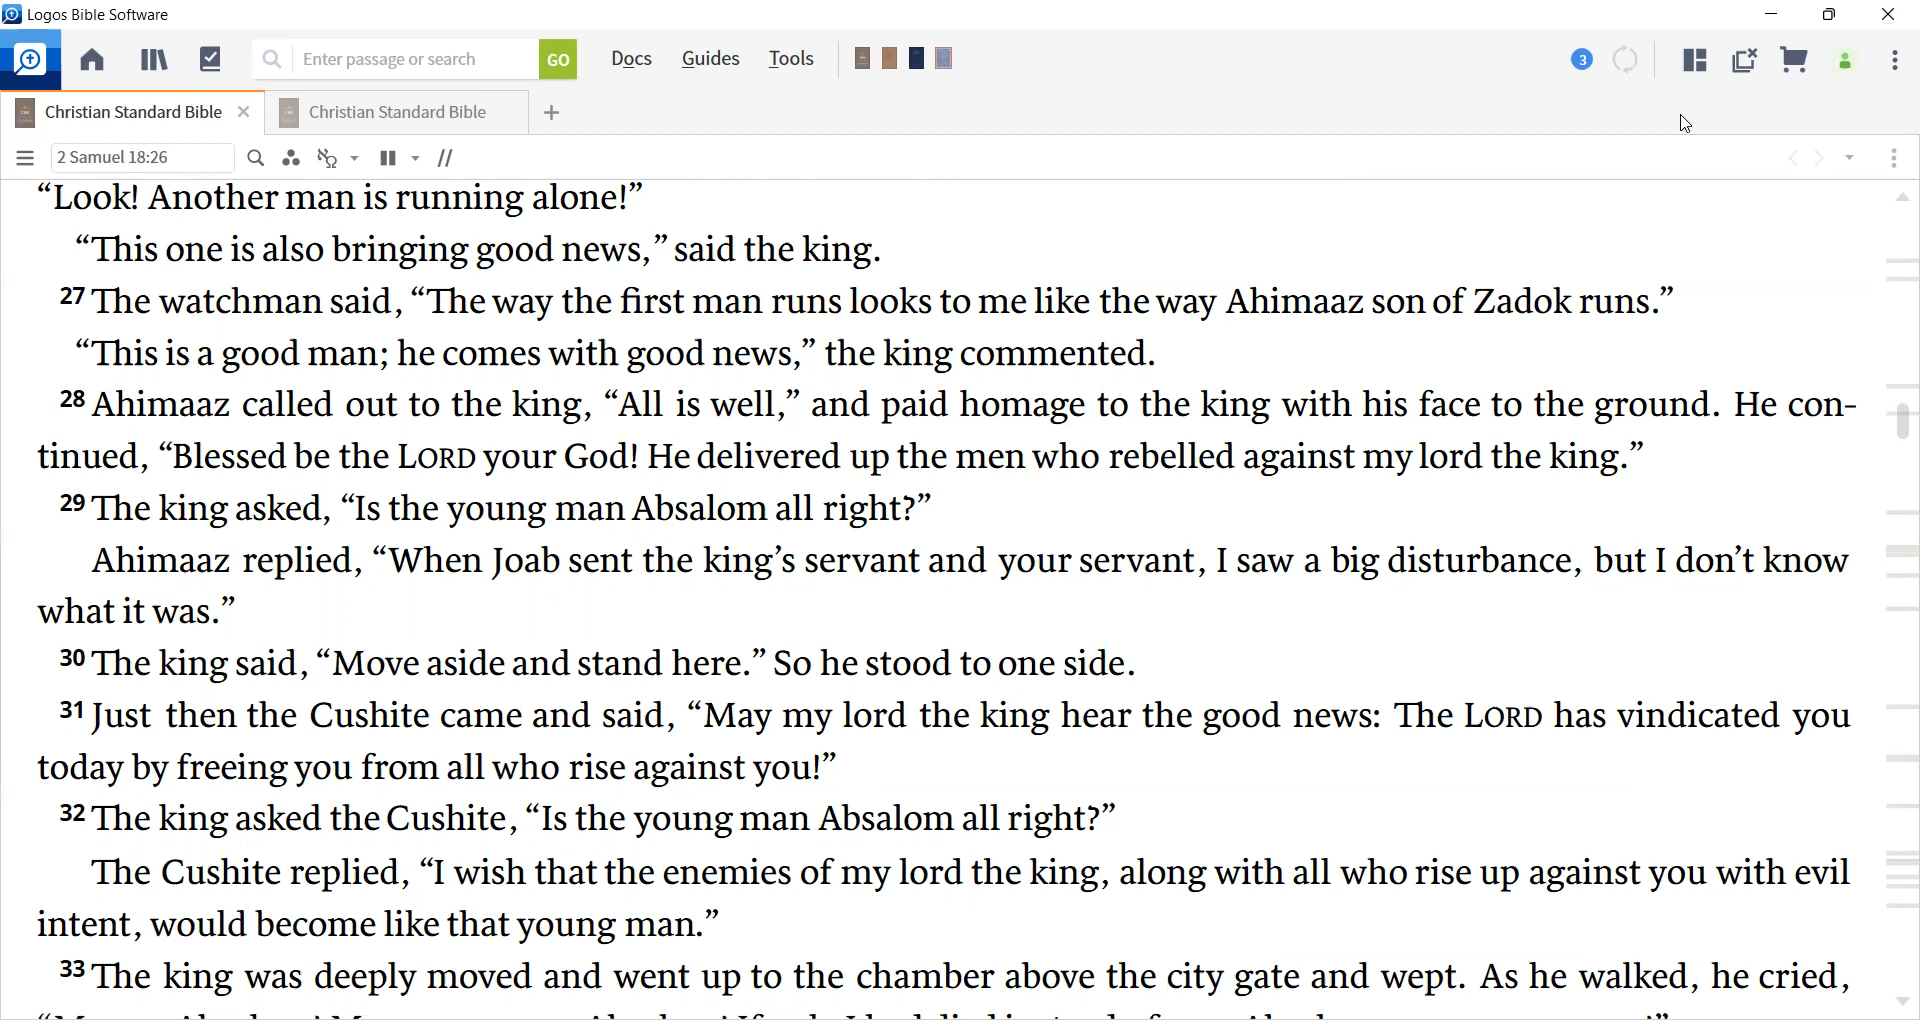 Logos Bible Software
Enter passage or search GO Docs Guides Tools 3
Christian Standard Bible Christian Standard Bible
2 Samuel 18:26
“Look! Another man is running alone!”
“This one is also bringing good news,” said the king.
27 The watchman said, “The way the first man runs looks to me like the way Ahimaaz son of Zadok runs.”
“This is a good man; he comes with good news,” the king commented.
28 Ahimaaz called out to the king, “All is well,” and paid homage to the king with his face to the ground. He con-
tinued, “Blessed be the LORD your God! He delivered up the men who rebelled against my lord the king.”
29 The king asked, “Is the young man Absalom all right?”
Ahimaaz replied, “When Joab sent the king’s servant and your servant, I saw a big disturbance, but I don’t know
what it was.”
30 The king said, “Move aside and stand here.” So he stood to one side.
31 Just then the Cushite came and said, “May my lord the king hear the good news: The LORD has vindicated you
today by freeing you from all who rise against you!”
32 The king asked the Cushite, “Is the young man Absalom all right?”
The Cushite replied, “I wish that the enemies of my lord the king, along with all who rise up against you with evil
intent, would become like that young man.”
33 The king was deeply moved and went up to the chamber above the city gate and wept. As he walked, he cried,